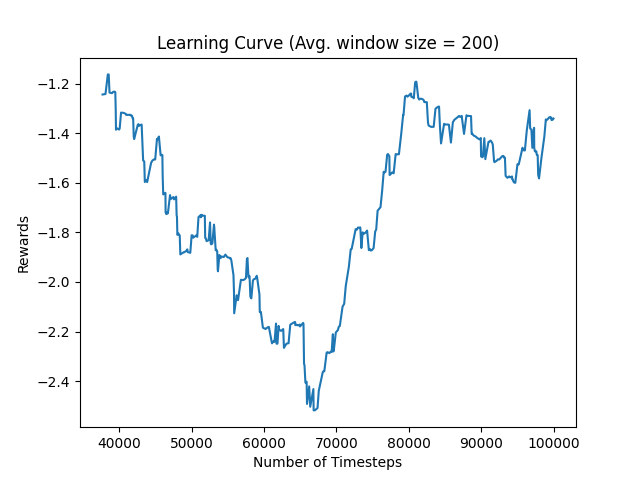 Learning Curve (Avg. window size = 200)
Rewards
−1.2
−1.4
−1.6
−1.8
−2.0
−2.2
−2.4
40000 50000 60000 70000 80000 90000 100000
Number of Timesteps